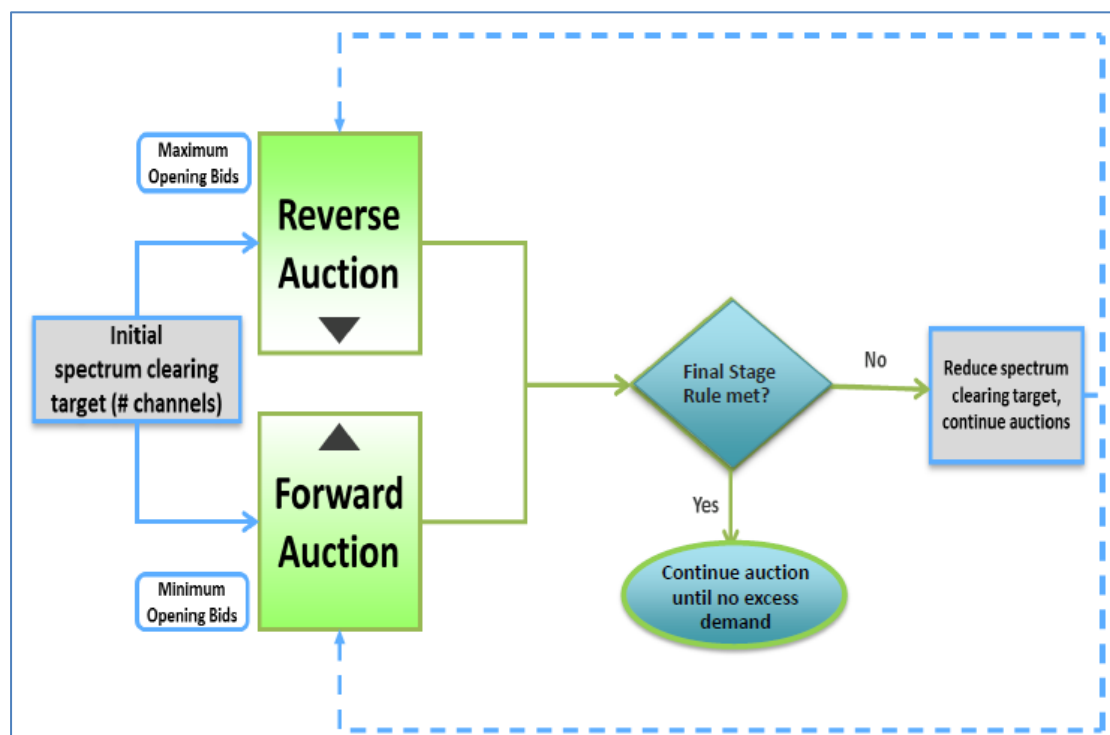 Maximum
Opening Bids
Reverse
Auction
Initial
spectrum clearing
target (# channels)
Forward
Auction
Minimum
Opening Bids
Final Stage
Rule met?
No
Reduce spectrum
clearing target,
continue auctions
Yes
Continue auction
until no excess
demand